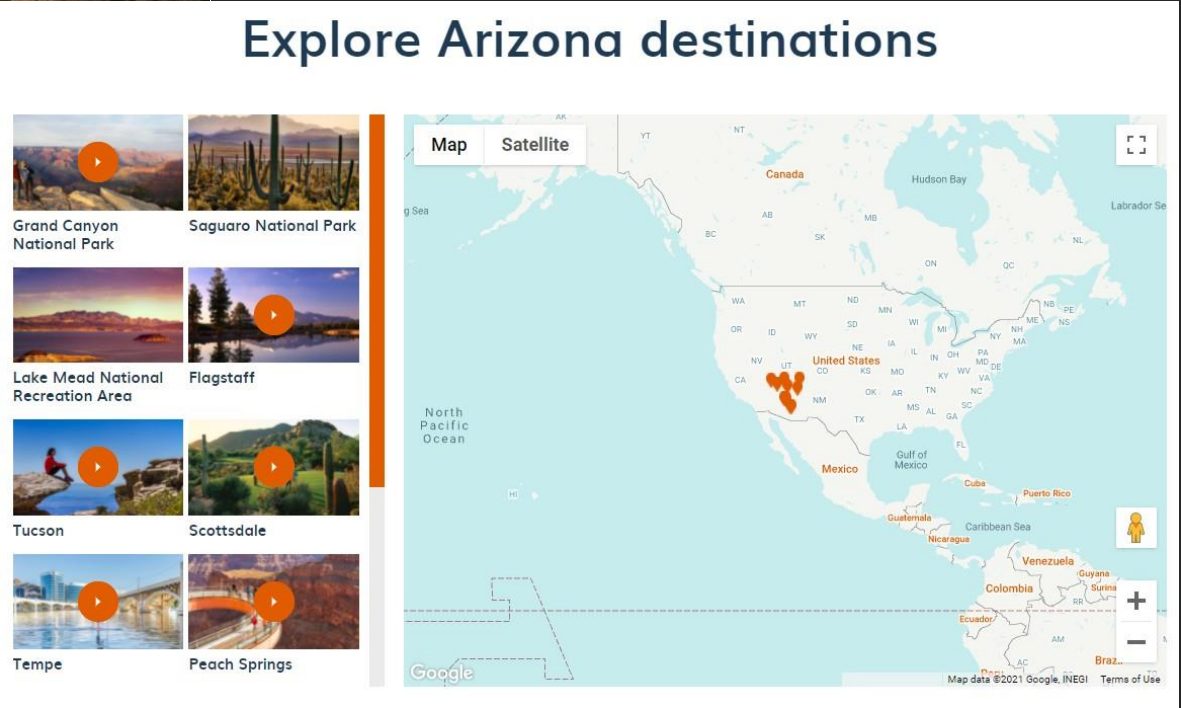 Explore Arizona destinations
Grand Canyon
National Park
Saguaro National Park
Lake Mead National
Recreation Area
Flagstaff
Tucson
Scottsdale
Tempe
Peach Springs
Map
Satellite
AK
YT
NT
Canada
Hudson Bay
g Sea
Labrador Se
AB
MB
BC
SK
NL
ON
QC
WA
MT
ND
MN
NB
PE
OR
ID
SD
WI
MI
ME
NS
WY
NH
NY
MA
NE
IA
NV
UT
United States
IL
IN
OH
PA
MD
DE
CA
CO
KS
MO
KY
WV
VA
NM
OK
AR
TN
NC
MS
AL
SC
GA
TX
LA
North
Pacific
Ocean
FL
Gulf of
Mexico
Mexico
HI
Cuba
Puerto Rico
Guatemala
Caribbean Sea
Nicaragua
Venezuela
Guyana
Colombia
Surina
RR
Ecuador
AM
AC
Braz
Google
Map data ©2021 Google, INEGI
Terms of Use